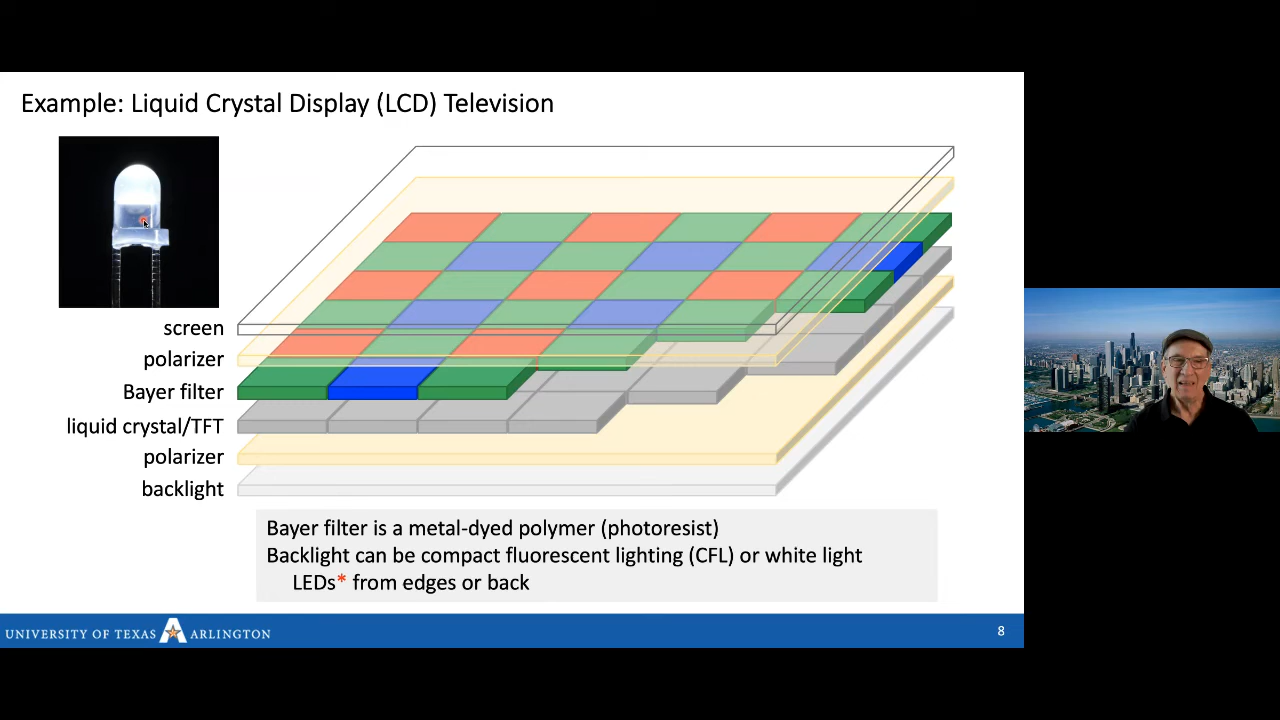 Example: Liquid Crystal Display (LCD) Television
screen
polarizer
Bayer filter
liquid crystal/TFT
polarizer
backlight
Bayer filter is a metal-dyed polymer (photoresist)
Backlight can be compact fluorescent lighting (CFL) or white light
LEDs* from edges or back
UNIVERSITY OF TEXAS A ARLINGTON
8